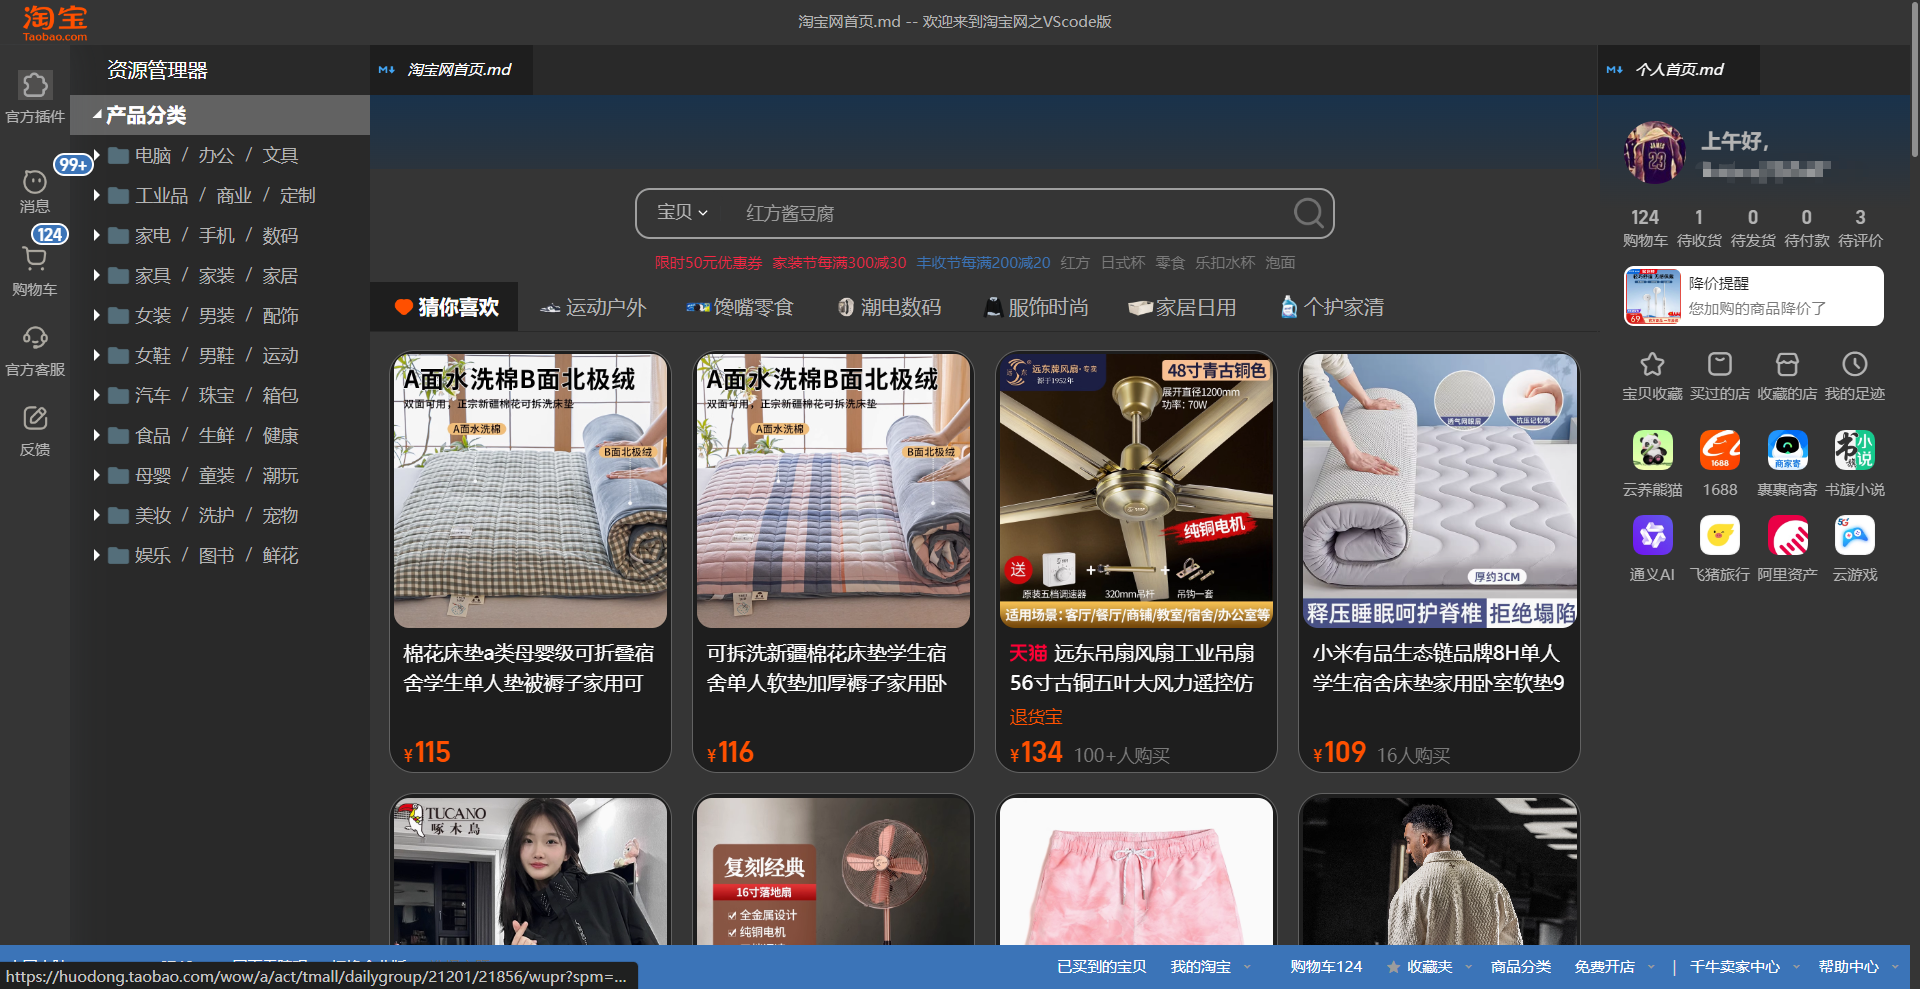 淘宝
Taobao.com
淘宝网首页.md -- 欢迎来到淘宝网之VScode版
官方插件
99+
消息
124
购物车
官方客服
反馈
资源管理器
产品分类
电脑 / 办公 / 文具
工业品 / 商业 / 定制
家电 / 手机 / 数码
家具 / 家装 / 家居
女装 / 男装 / 配饰
女鞋 / 男鞋 / 运动
汽车 / 珠宝 / 箱包
食品 / 生鲜 / 健康
母婴 / 童装 / 潮玩
美妆 / 洗护 / 宠物
娱乐 / 图书 / 鲜花
M↓ 淘宝网首页.md
宝贝 红方酱豆腐
限时50元优惠券 家装节每满300减30 丰收节每满200减20 红方 日式杯 零食 乐扣水杯 泡面
猜你喜欢 运动户外 馋嘴零食 潮电数码 服饰时尚 家居日用 个护家清
A面水洗棉B面北极绒
双面可用，正宗新疆棉花可拆洗床垫
A面水洗棉
B面北极绒
棉花床垫a类母婴级可折叠宿
舍学生单人垫被褥子家用可
¥115
A面水洗棉B面北极绒
双面可用，正宗新疆棉花可拆洗床垫
A面水洗棉
B面北极绒
可拆洗新疆棉花床垫学生宿
舍单人软垫加厚褥子家用卧
¥116
远东牌风扇·专卖
源于1952年
48寸青古铜色
展开直径1200mm
功率：70W
纯铜电机
送
原装五档调速器 320mm吊杆 吊钩一套
适用场景：客厅/餐厅/商铺/教室/宿舍/办公室等
天猫 远东吊扇风扇工业吊扇
56寸古铜五叶大风力遥控仿
退货宝
¥134 100+人购买
透气网眼层
抗压记忆棉
厚约3CM
释压睡眠呵护脊椎 拒绝塌陷
小米有品生态链品牌8H单人
学生宿舍床垫家用卧室软垫9
¥109 16人购买
TUCANO
啄木鳥
复刻经典
16寸落地扇
全金属设计
纯铜电机
M↓ 个人首页.md
JAMES
23
上午好，
124 1 0 0 3
购物车 待收货 待发货 待付款 待评价
69
降价提醒
您加购的商品降价了
宝贝收藏 买过的店 收藏的店 我的足迹
1688
商家寄
书旗小说
云养熊猫 1688 裹裹商寄 书旗小说
5G
通义AI 飞猪旅行 阿里资产 云游戏
https://huodong.taobao.com/wow/a/act/tmall/dailygroup/21201/21856/wupr?spm=...
已买到的宝贝 我的淘宝 购物车124 收藏夹 商品分类 免费开店 | 千牛卖家中心 帮助中心